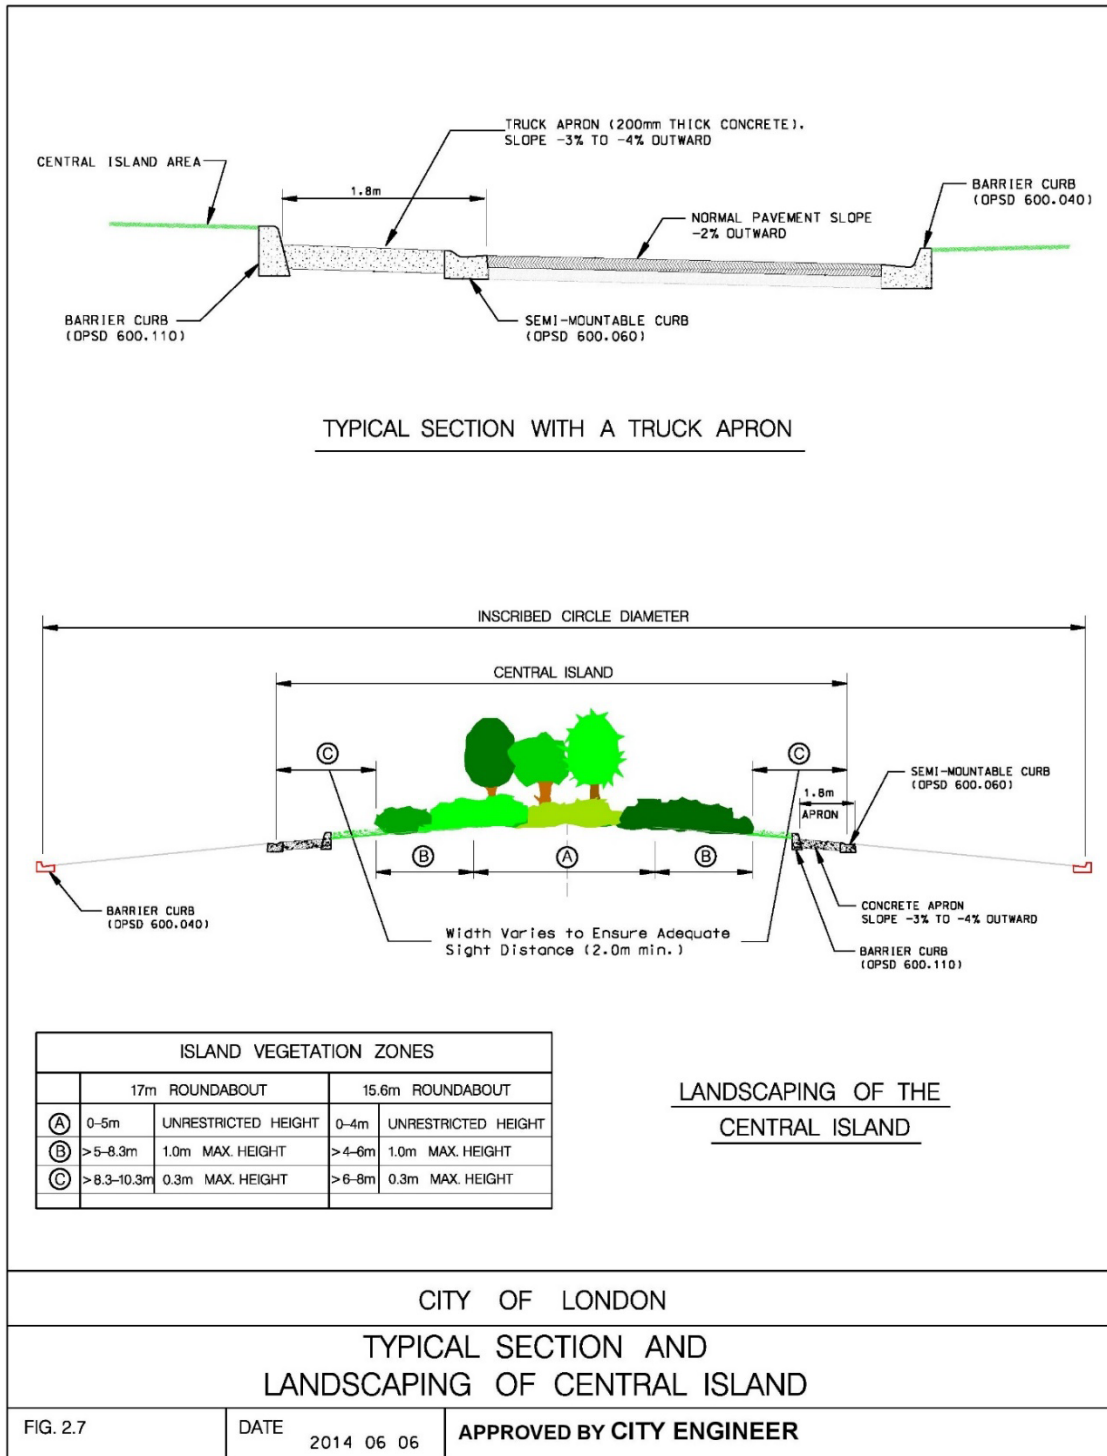 TRUCK APRON (200mm THICK CONCRETE).
SLOPE -3% TO -4% OUTWARD
CENTRAL ISLAND AREA
1.8m
BARRIER CURB
(OPSD 600.040)
NORMAL PAVEMENT SLOPE
-2% OUTWARD
BARRIER CURB
(OPSD 600.110)
SEMI-MOUNTABLE CURB
(OPSD 600.060)
TYPICAL SECTION WITH A TRUCK APRON
INSCRIBED CIRCLE DIAMETER
CENTRAL ISLAND
C
C
SEMI-MOUNTABLE CURB
(OPSD 600.060)
1.8m
APRON
B
A
B
BARRIER CURB
(OPSD 600.040)
CONCRETE APRON
SLOPE -3% TO -4% OUTWARD
Width Varies to Ensure Adequate
Sight Distance (2.0m min.)
BARRIER CURB
(OPSD 600.110)
ISLAND VEGETATION ZONES
17m ROUNDABOUT 15.6m ROUNDABOUT
A 0-5m UNRESTRICTED HEIGHT 0-4m UNRESTRICTED HEIGHT
B >5-8.3m 1.0m MAX. HEIGHT >4-6m 1.0m MAX. HEIGHT
C >8.3-10.3m 0.3m MAX. HEIGHT >6-8m 0.3m MAX. HEIGHT
LANDSCAPING OF THE
CENTRAL ISLAND
CITY OF LONDON
TYPICAL SECTION AND
LANDSCAPING OF CENTRAL ISLAND
FIG. 2.7 DATE 2014 06 06 APPROVED BY CITY ENGINEER